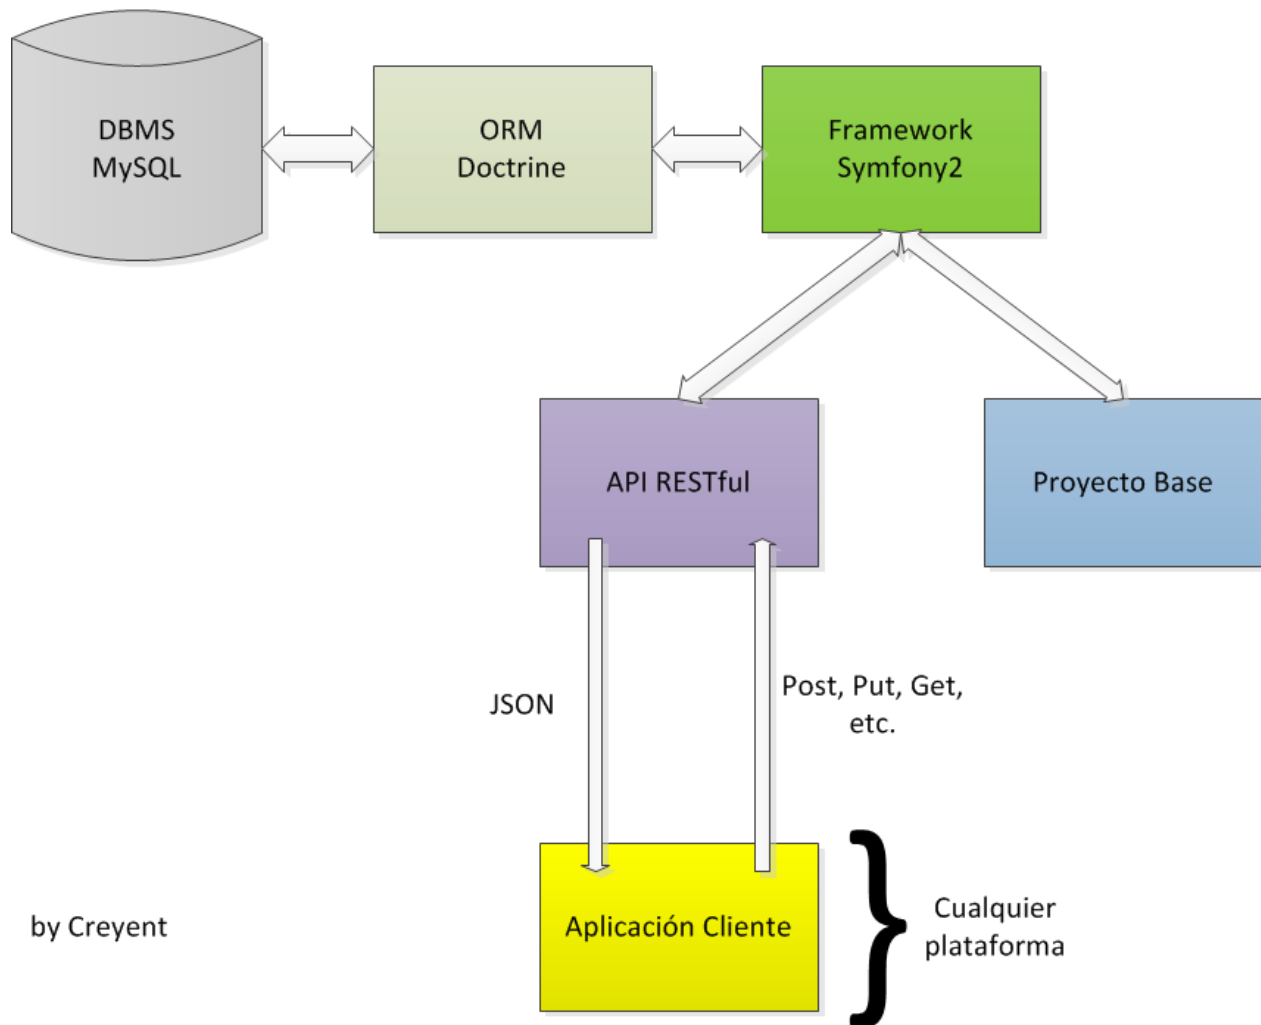 DBMS
MySQL
ORM
Doctrine
Framework
Symfony2
API RESTful
Proyecto Base
JSON
Post, Put, Get,
etc.
by Creyent
Aplicación Cliente
Cualquier
plataforma